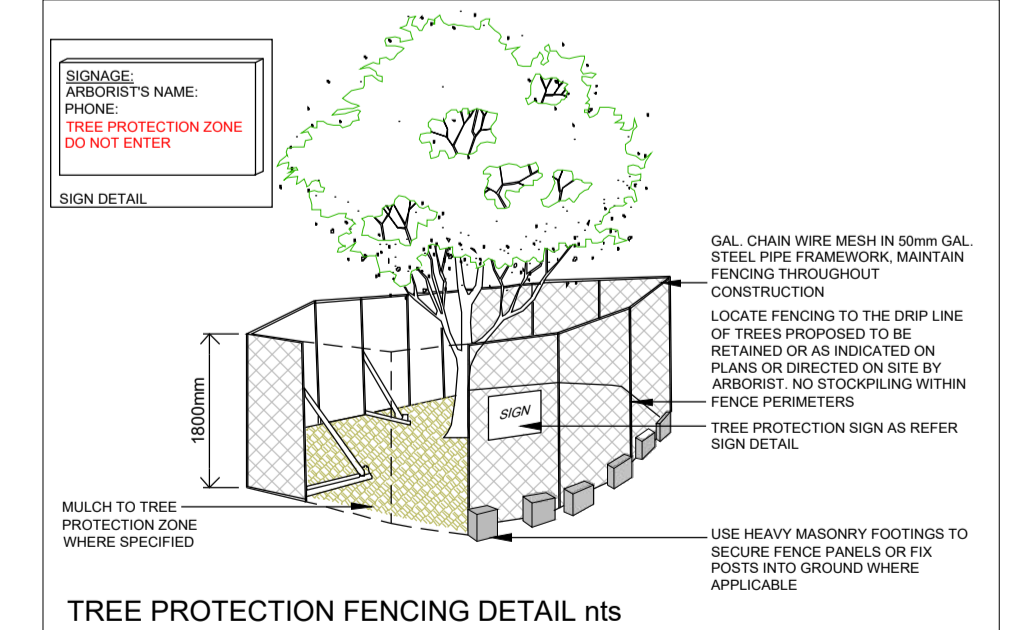 SIGNAGE:
ARBORIST'S NAME:
PHONE:
TREE PROTECTION ZONE
DO NOT ENTER
SIGN DETAIL
GAL. CHAIN WIRE MESH IN 50mm GAL.
STEEL PIPE FRAMEWORK, MAINTAIN
FENCING THROUGHOUT
CONSTRUCTION
LOCATE FENCING TO THE DRIP LINE
OF TREES PROPOSED TO BE
RETAINED OR AS INDICATED ON
PLANS OR DIRECTED ON SITE BY
ARBORIST. NO STOCKPILING WITHIN
FENCE PERIMETERS
1800mm
SIGN
TREE PROTECTION SIGN AS REFER
SIGN DETAIL
MULCH TO TREE
PROTECTION ZONE
WHERE SPECIFIED
USE HEAVY MASONRY FOOTINGS TO
SECURE FENCE PANELS OR FIX
POSTS INTO GROUND WHERE
APPLICABLE
TREE PROTECTION FENCING DETAIL nts